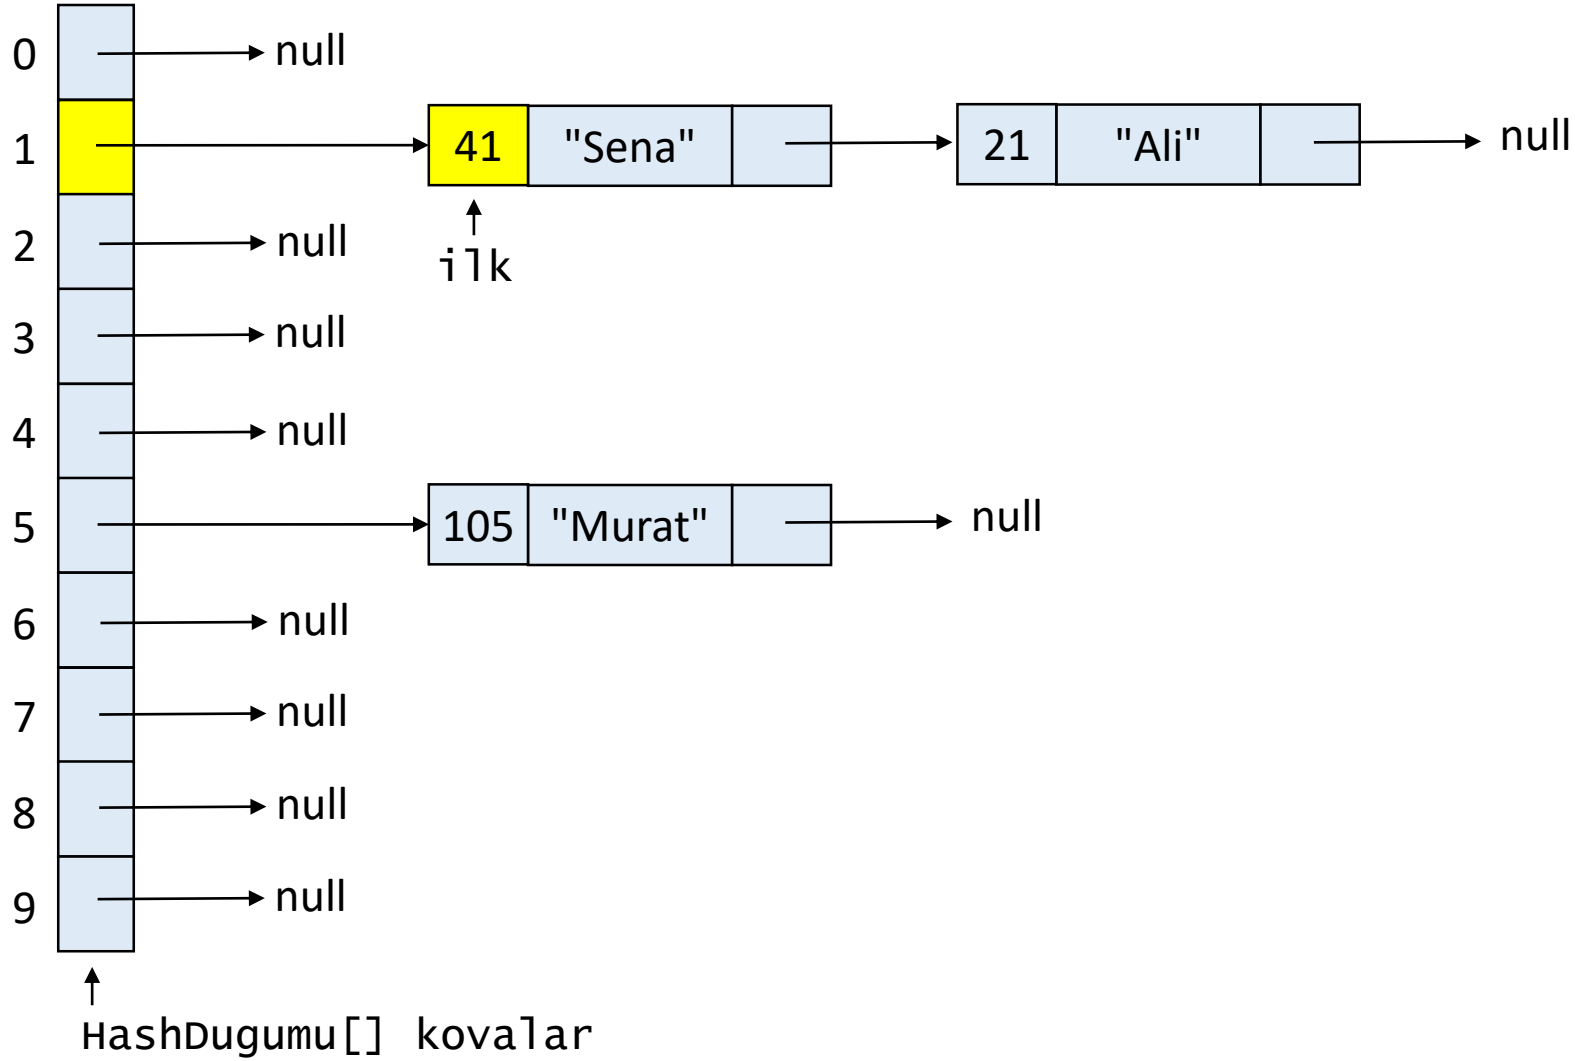 0 null
1 41 "Sena" 21 "Ali" null
2 null
ilk
3 null
4 null
5 105 "Murat" null
6 null
7 null
8 null
9 null
HashDugumu[] kovalar